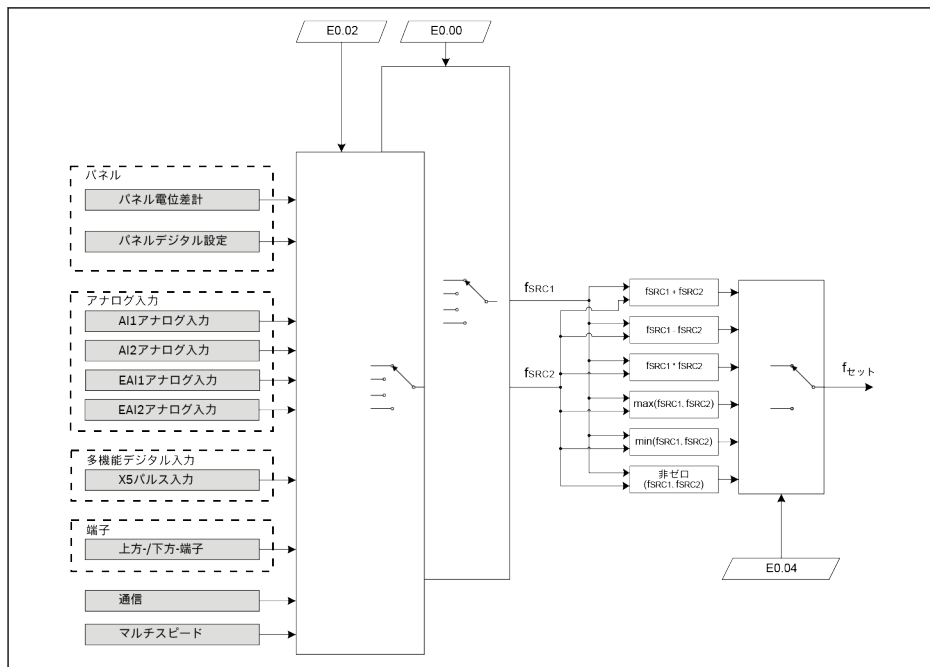 E0.02
E0.00
パネル
パネル電位差計
パネルデジタル設定
アナログ入力
AI1アナログ入力
AI2アナログ入力
EAI1アナログ入力
EAI2アナログ入力
多機能デジタル入力
X5パルス入力
端子
上方-/下方-端子
通信
マルチスピード
fSRC1
fSRC2
fSRC1 + fSRC2
fSRC1 - fSRC2
fSRC1 * fSRC2
max(fSRC1, fSRC2)
min(fSRC1, fSRC2)
非ゼロ
(fSRC1, fSRC2)
fセット
E0.04